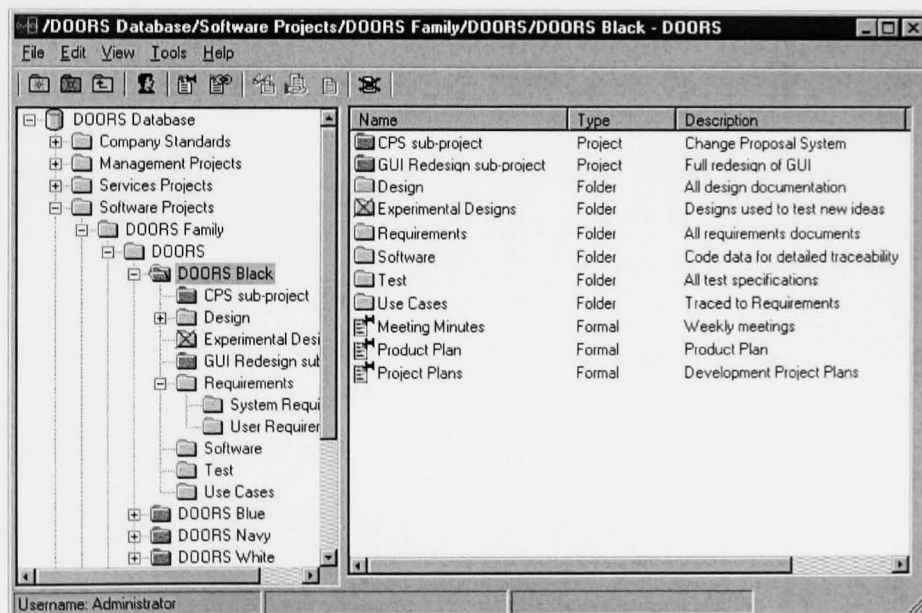 /DOORS Database/Software Projects/DOORS Family/DOORS/DOORS Black - DOORS
File Edit View Tools Help
DOORS Database
Company Standards
Management Projects
Services Projects
Software Projects
DOORS Family
DOORS
DOORS Black
CPS sub-project
Design
Experimental Desi
GUI Redesign sub
Requirements
System Requi
User Requirer
Software
Test
Use Cases
DOORS Blue
DOORS Navy
DOORS White
Name Type Description
CPS sub-project Project Change Proposal System
GUI Redesign sub-project Project Full redesign of GUI
Design Folder All design documentation
Experimental Designs Folder Designs used to test new ideas
Requirements Folder All requirements documents
Software Folder Code data for detailed traceability
Test Folder All test specifications
Use Cases Folder Traced to Requirements
Meeting Minutes Formal Weekly meetings
Product Plan Formal Product Plan
Project Plans Formal Development Project Plans
Username: Administrator